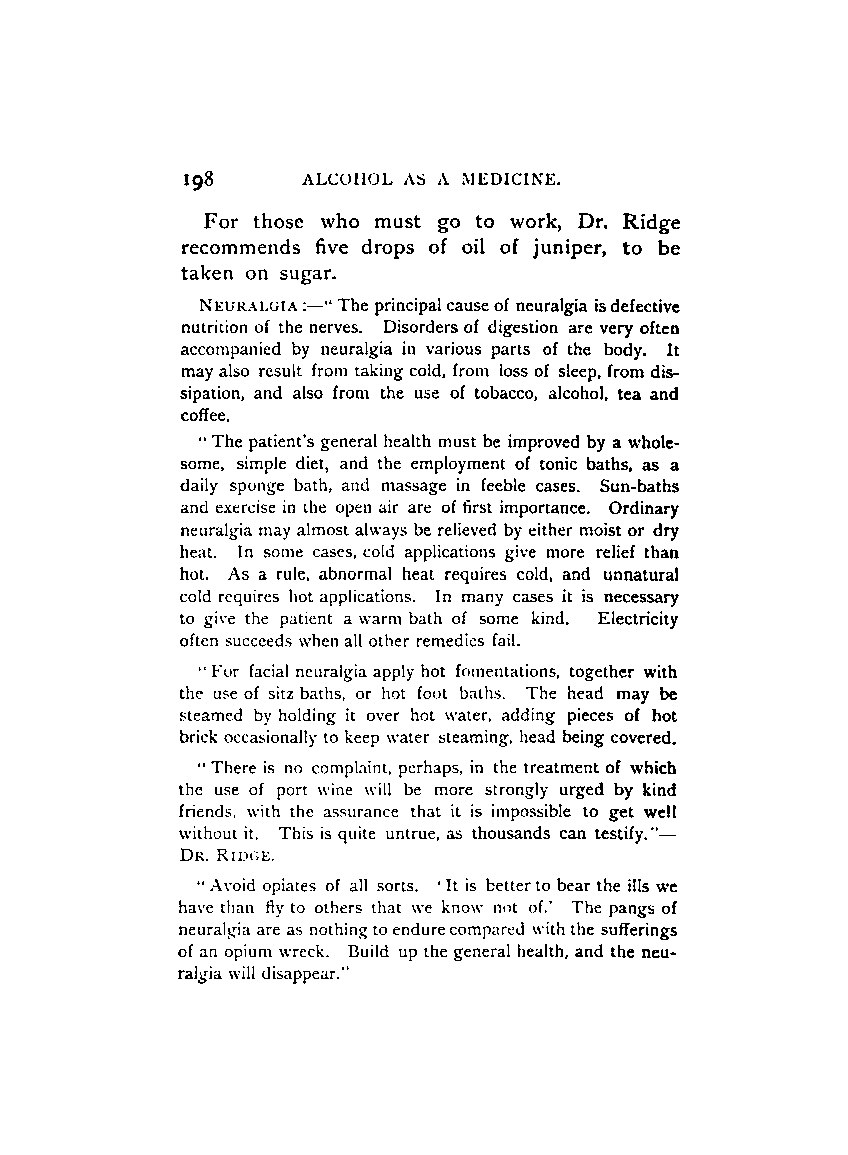 198 ALCOHOL AS A MEDICINE.
For those who must go to work, Dr. Ridge
recommends five drops of oil of juniper, to be
taken on sugar.
NEURALGIA :—" The principal cause of neuralgia is defective
nutrition of the nerves. Disorders of digestion are very often
accompanied by neuralgia in various parts of the body. It
may also result from taking cold, from loss of sleep, from dis-
sipation, and also from the use of tobacco, alcohol, tea and
coffee.
" The patient's general health must be improved by a whole-
some, simple diet, and the employment of tonic baths, as a
daily sponge bath, and massage in feeble cases. Sun-baths
and exercise in the open air are of first importance. Ordinary
neuralgia may almost always be relieved by either moist or dry
heat. In some cases, cold applications give more relief than
hot. As a rule, abnormal heat requires cold, and unnatural
cold requires hot applications. In many cases it is necessary
to give the patient a warm bath of some kind. Electricity
often succeeds when all other remedies fail.
" For facial neuralgia apply hot fomentations, together with
the use of sitz baths, or hot foot baths. The head may be
steamed by holding it over hot water, adding pieces of hot
brick occasionally to keep water steaming, head being covered.
" There is no complaint, perhaps, in the treatment of which
the use of port wine will be more strongly urged by kind
friends, with the assurance that it is impossible to get well
without it. This is quite untrue, as thousands can testify."—
DR. RIDGE.
" Avoid opiates of all sorts. ' It is better to bear the ills we
have than fly to others that we know not of.' The pangs of
neuralgia are as nothing to endure compared with the sufferings
of an opium wreck. Build up the general health, and the neu-
ralgia will disappear."